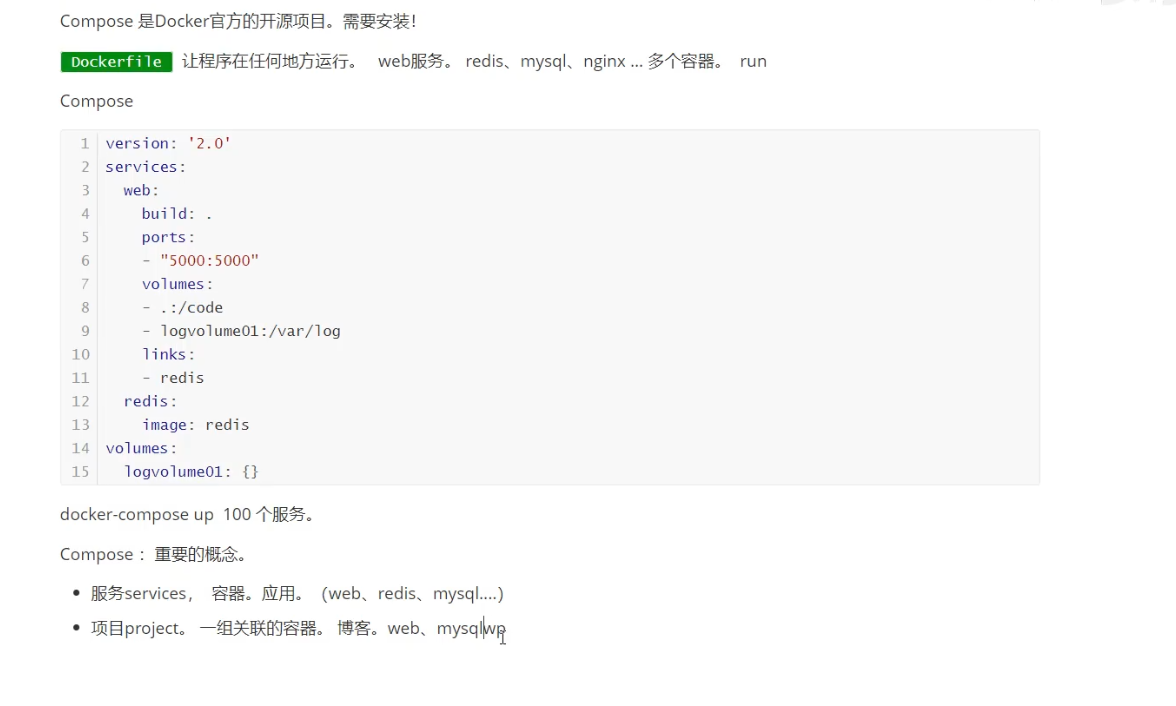 Compose 是Docker官方的开源项目。需要安装！
Dockerfile 让程序在任何地方运行。 web服务。 redis、mysql、nginx ... 多个容器。 run
Compose
1 version: '2.0'
2 services:
3   web:
4     build: .
5     ports:
6     - "5000:5000"
7     volumes:
8     - .:/code
9     - logvolume01:/var/log
10     links:
11     - redis
12   redis:
13     image: redis
14 volumes:
15   logvolume01: {}
docker-compose up 100 个服务。
Compose ：重要的概念。
• 服务services， 容器。应用。（web、redis、mysql....）
• 项目project。 一组关联的容器。 博客。web、mysqlwp